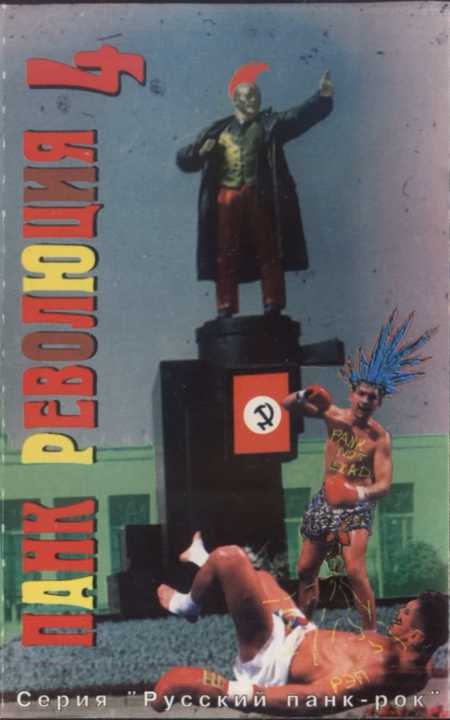 ПАНК РЕВОЛЮЦИЯ 4
PANK
NOT
DEAD
РЭП
Серия "Русский панк-рок"